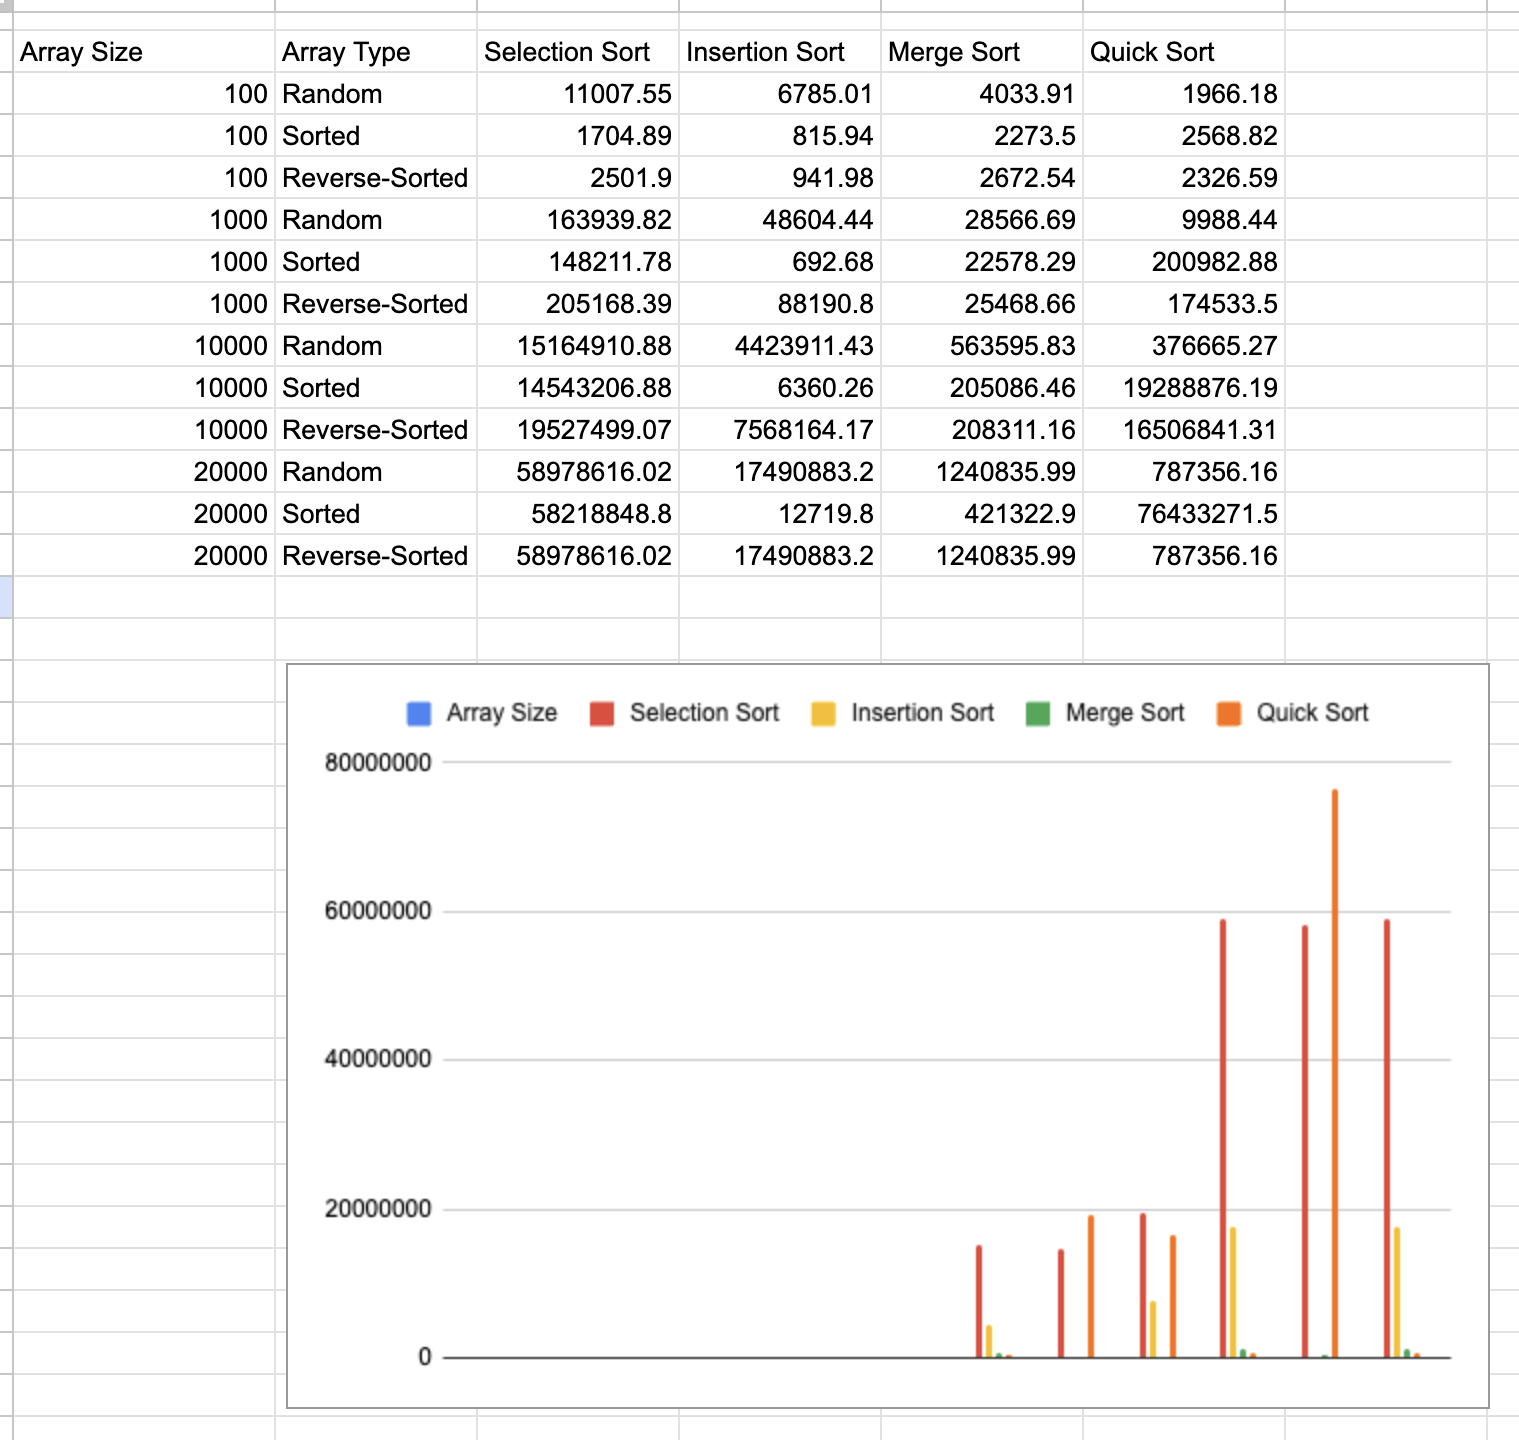 Array Size Array Type Selection Sort Insertion Sort Merge Sort Quick Sort
100 Random 11007.55 6785.01 4033.91 1966.18
100 Sorted 1704.89 815.94 2273.5 2568.82
100 Reverse-Sorted 2501.9 941.98 2672.54 2326.59
1000 Random 163939.82 48604.44 28566.69 9988.44
1000 Sorted 148211.78 692.68 22578.29 200982.88
1000 Reverse-Sorted 205168.39 88190.8 25468.66 174533.5
10000 Random 15164910.88 4423911.43 563595.83 376665.27
10000 Sorted 14543206.88 6360.26 205086.46 19288876.19
10000 Reverse-Sorted 19527499.07 7568164.17 208311.16 16506841.31
20000 Random 58978616.02 17490883.2 1240835.99 787356.16
20000 Sorted 58218848.8 12719.8 421322.9 76433271.5
20000 Reverse-Sorted 58978616.02 17490883.2 1240835.99 787356.16
Array Size Selection Sort Insertion Sort Merge Sort Quick Sort
80000000
60000000
40000000
20000000
0